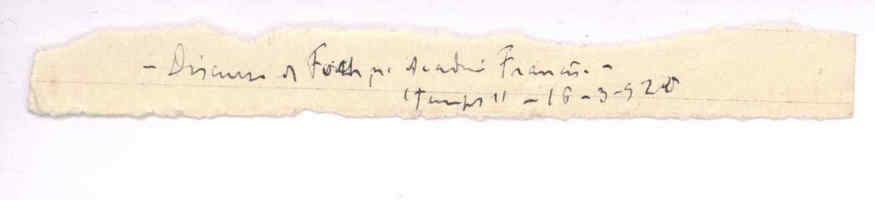 - Discurso de Foch na Academia Francesa -
"Temps" - 16-3-920